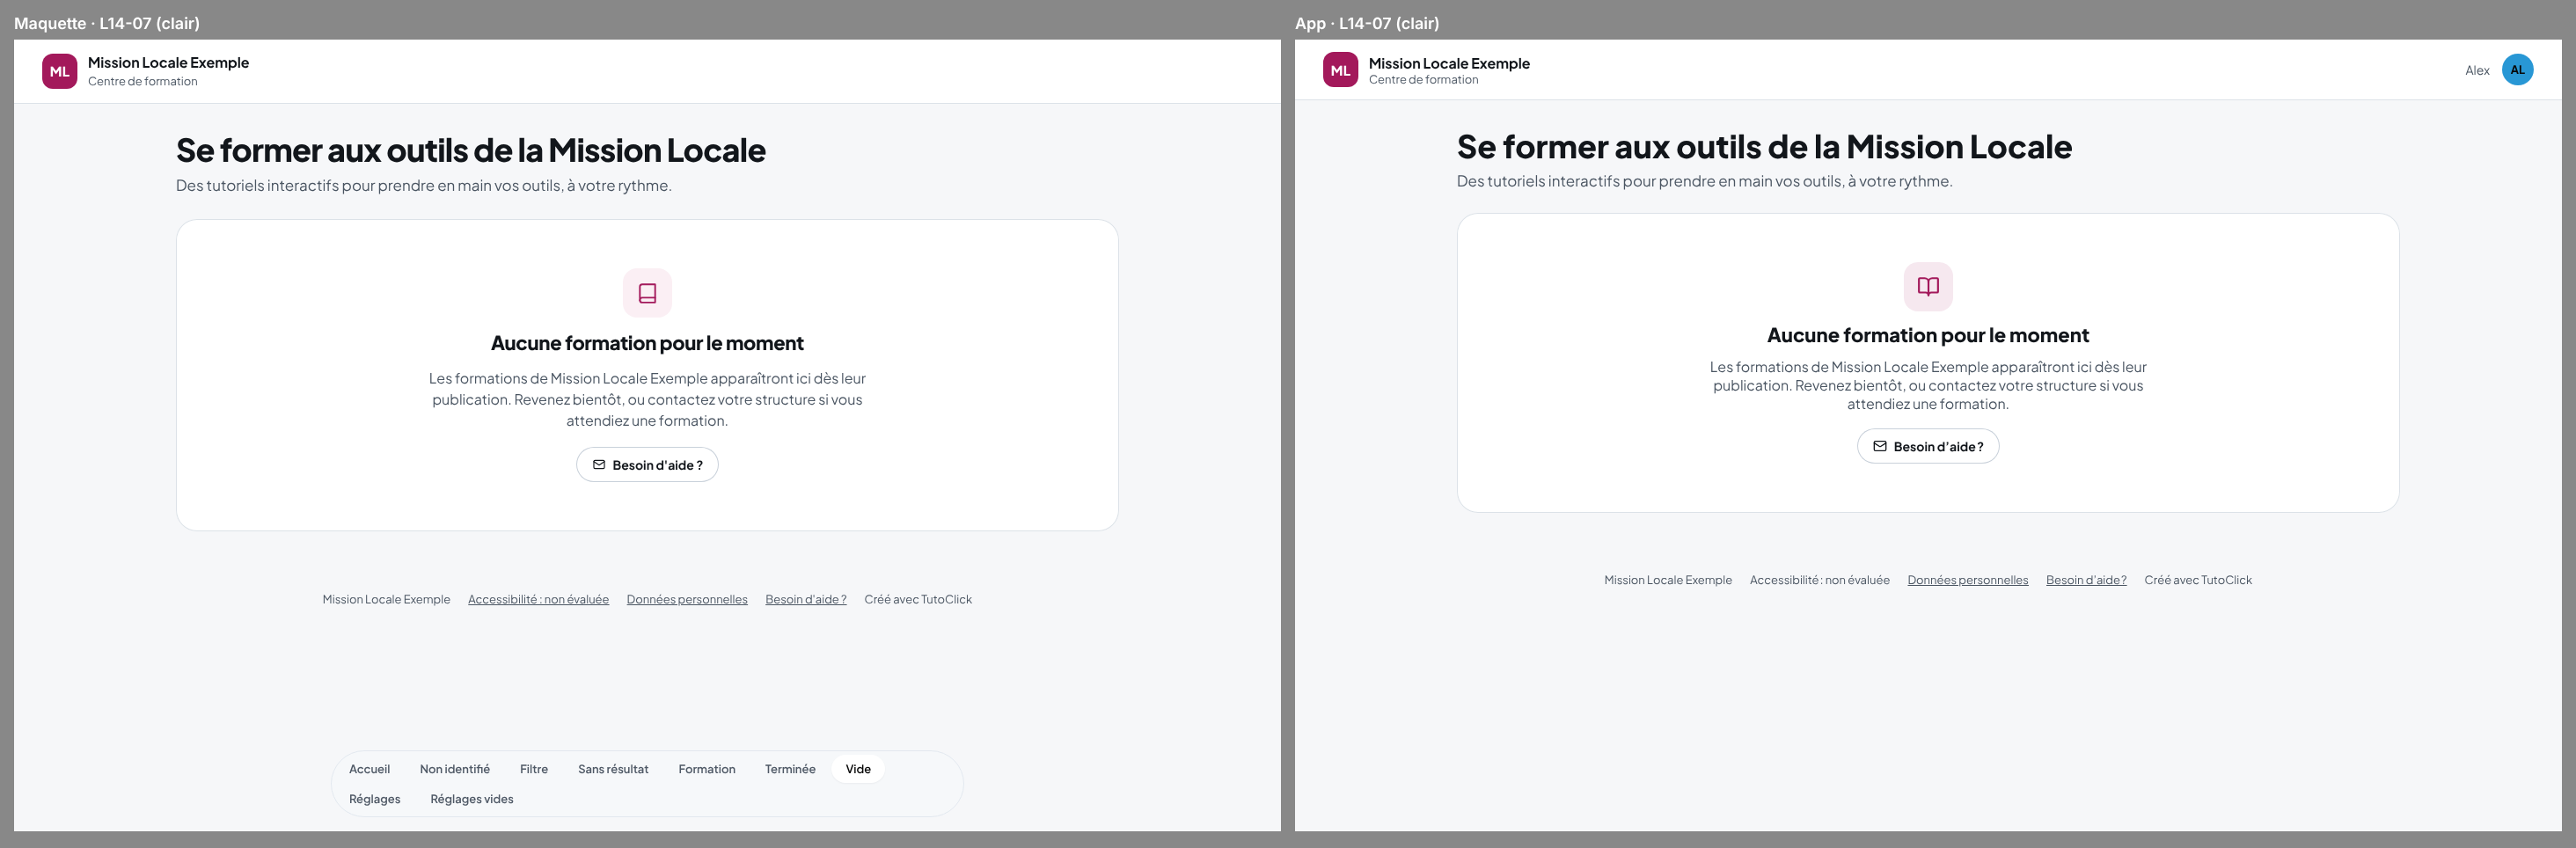 Maquette · L14-07 (clair)
ML
Mission Locale Exemple
Centre de formation
Se former aux outils de la Mission Locale
Des tutoriels interactifs pour prendre en main vos outils, à votre rythme.
Aucune formation pour le moment
Les formations de Mission Locale Exemple apparaîtront ici dès leur
publication. Revenez bientôt, ou contactez votre structure si vous
attendiez une formation.
Besoin d'aide ?
Mission Locale Exemple Accessibilité : non évaluée Données personnelles Besoin d'aide ? Créé avec TutoClick
Accueil Non identifié Filtre Sans résultat Formation Terminée Vide
Réglages Réglages vides
App · L14-07 (clair)
ML
Mission Locale Exemple
Centre de formation
Alex AL
Se former aux outils de la Mission Locale
Des tutoriels interactifs pour prendre en main vos outils, à votre rythme.
Aucune formation pour le moment
Les formations de Mission Locale Exemple apparaîtront ici dès leur
publication. Revenez bientôt, ou contactez votre structure si vous
attendiez une formation.
Besoin d’aide ?
Mission Locale Exemple Accessibilité : non évaluée Données personnelles Besoin d’aide ? Créé avec TutoClick